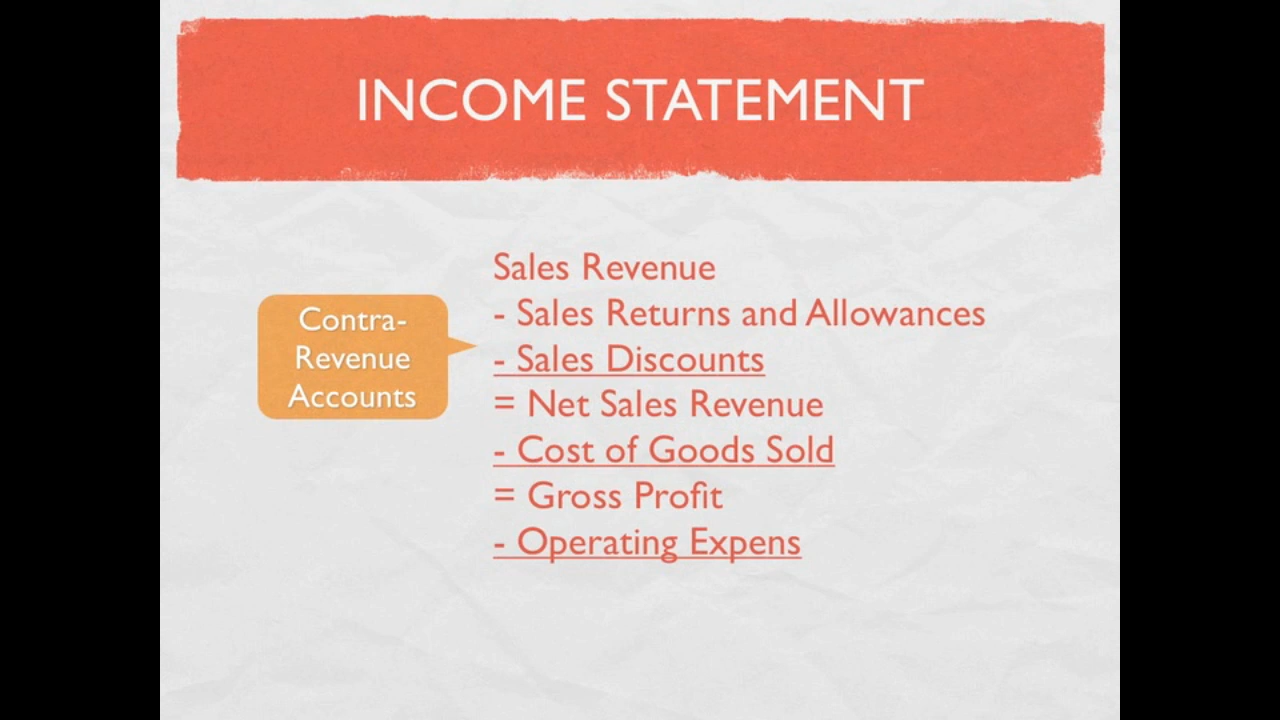 INCOME STATEMENT
Contra-
Revenue
Accounts
Sales Revenue
- Sales Returns and Allowances
- Sales Discounts
= Net Sales Revenue
- Cost of Goods Sold
= Gross Profit
- Operating Expens